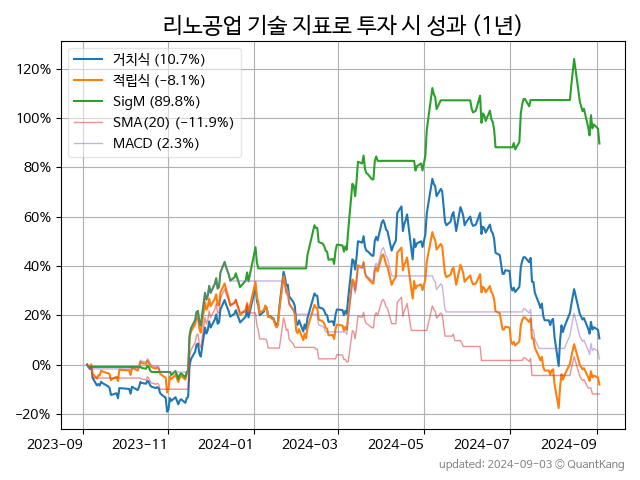 리노공업 기술 지표로 투자 시 성과 (1년)
거치식 (10.7%)
적립식 (−8.1%)
SigM (89.8%)
SMA(20) (−11.9%)
MACD (2.3%)
120%
100%
80%
60%
40%
20%
0%
−20%
2023-09 2023-11 2024-01 2024-03 2024-05 2024-07 2024-09
updated: 2024-09-03 © QuantKang